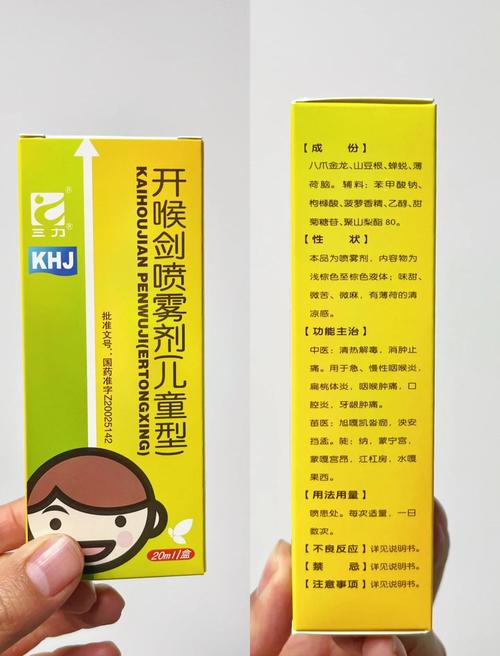 三力
KHJ
开喉剑喷雾剂(儿童型)
KAIHOUJIAN PENWUJI(ERTONGXING)
批准文号:国药准字Z20025142
20ml/盒
【成 份】
八爪金龙、山豆根、蝉蜕、薄
荷脑。辅料:苯甲酸钠、
枸橼酸、菠萝香精、乙醇、甜
菊糖苷、聚山梨酯 80。
【性 状】
本品为喷雾剂,内容物为
浅棕色至棕色液体;味甜、
微苦、微麻,有薄荷的清
凉感。
【功能主治】
中医:清热解毒,消肿止
痛。用于急、慢性咽喉炎,
扁桃体炎,咽喉肿痛,口
腔炎,牙龈肿痛。
苗医:旭嘎凯沓痂,泱安
挡孟。陡:纳,蒙宁宫,
蒙嘎宫昂,江杠房,水嘎
果西。
【用法用量】
喷患处。每次适量,一日
数次。
【不良反应】详见说明书。
【禁 忌】详见说明书。
【注意事项】详见说明书。